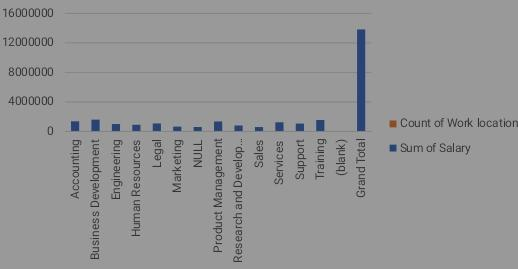 16000000
12000000
8000000
4000000
0
Accounting
Business Development
Engineering
Human Resources
Legal
Marketing
NULL
Product Management
Research and Develop...
Sales
Services
Support
Training
(blank)
Grand Total
Count of Work location
Sum of Salary